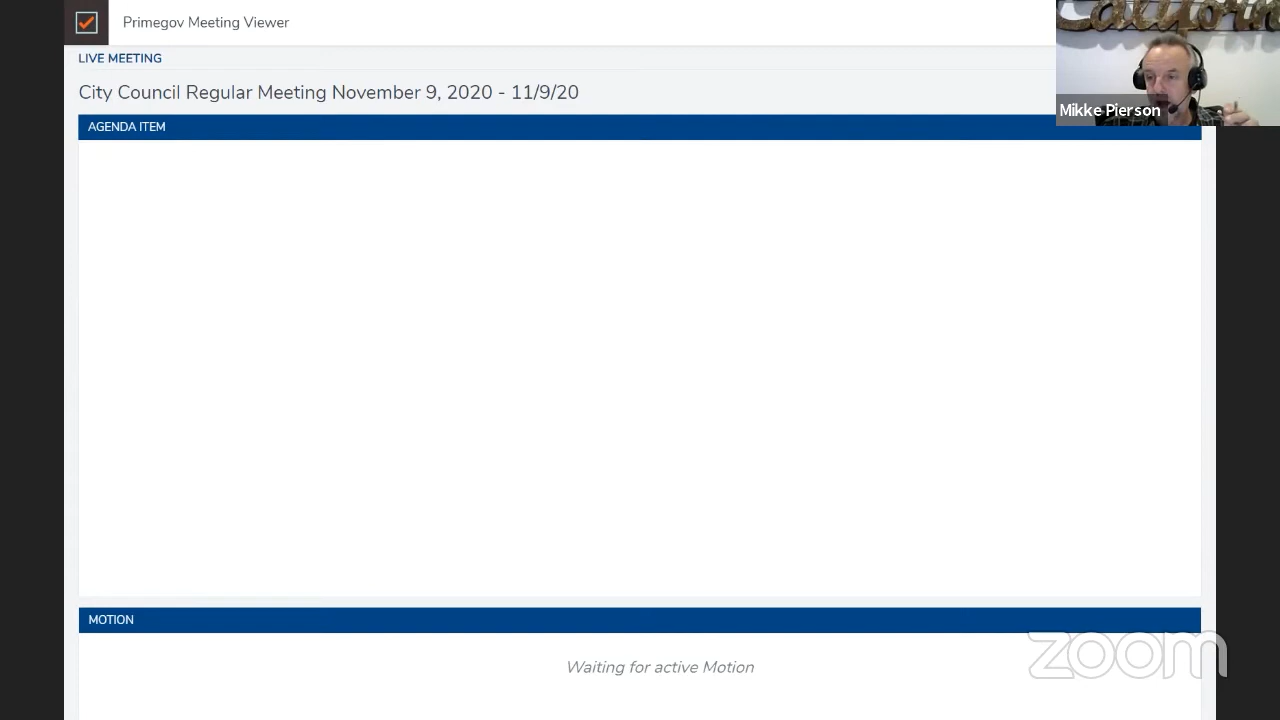 Primegov Meeting Viewer
LIVE MEETING
City Council Regular Meeting November 9, 2020 - 11/9/20
AGENDA ITEM
California
Mikke Pierson
MOTION
Waiting for active Motion
zoom